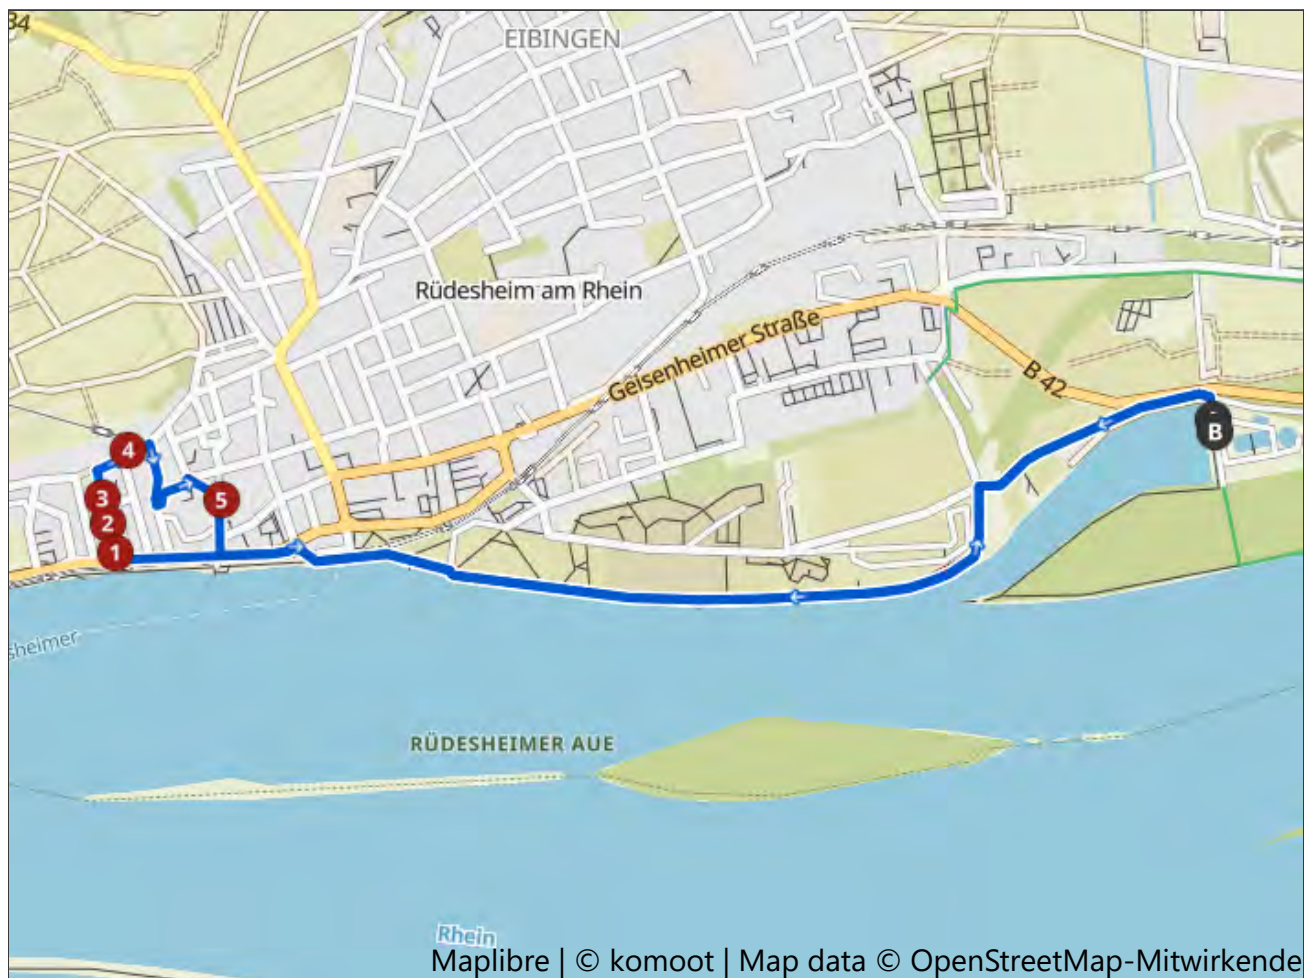 34
EIBINGEN
Rüdesheim am Rhein
Geisenheimer Straße
B 42
B
4
3
5
2
1
sheimer
RÜDESHEIMER AUE
Rhein
Maplibre | © komoot | Map data © OpenStreetMap-Mitwirkende